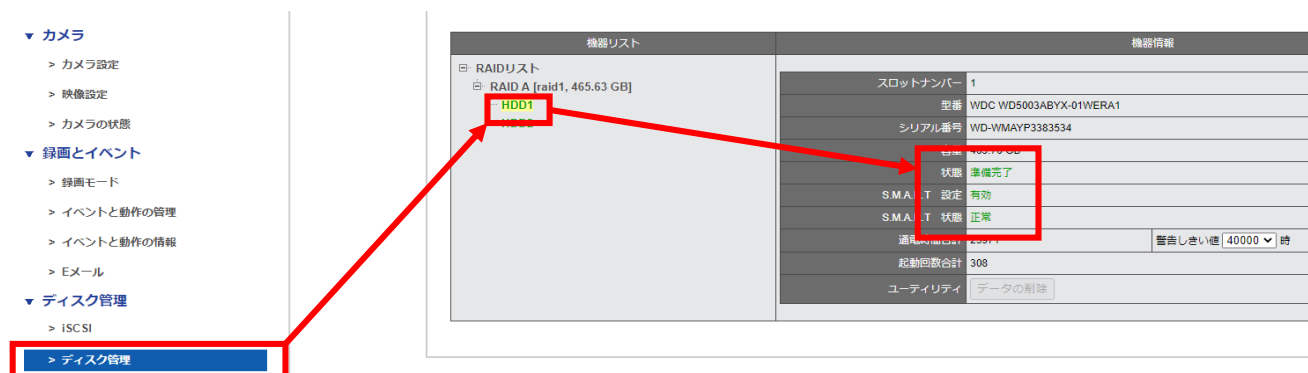 カメラ
> カメラ設定
> 映像設定
> カメラの状態
録画とイベント
> 録画モード
> イベントと動作の管理
> イベントと動作の情報
> Eメール
ディスク管理
> iSCSI
> ディスク管理
機器リスト
RAIDリスト
RAID A [raid1, 465.63 GB]
HDD1
機器情報
スロットナンバー 1
型番 WDC WD5003ABYX-01WERA1
シリアル番号 WD-WMAYP3383534
状態 準備完了
設定 有効
状態 正常
警告しきい値 40000 時
起動回数合計 308
ユーティリティ データの削除